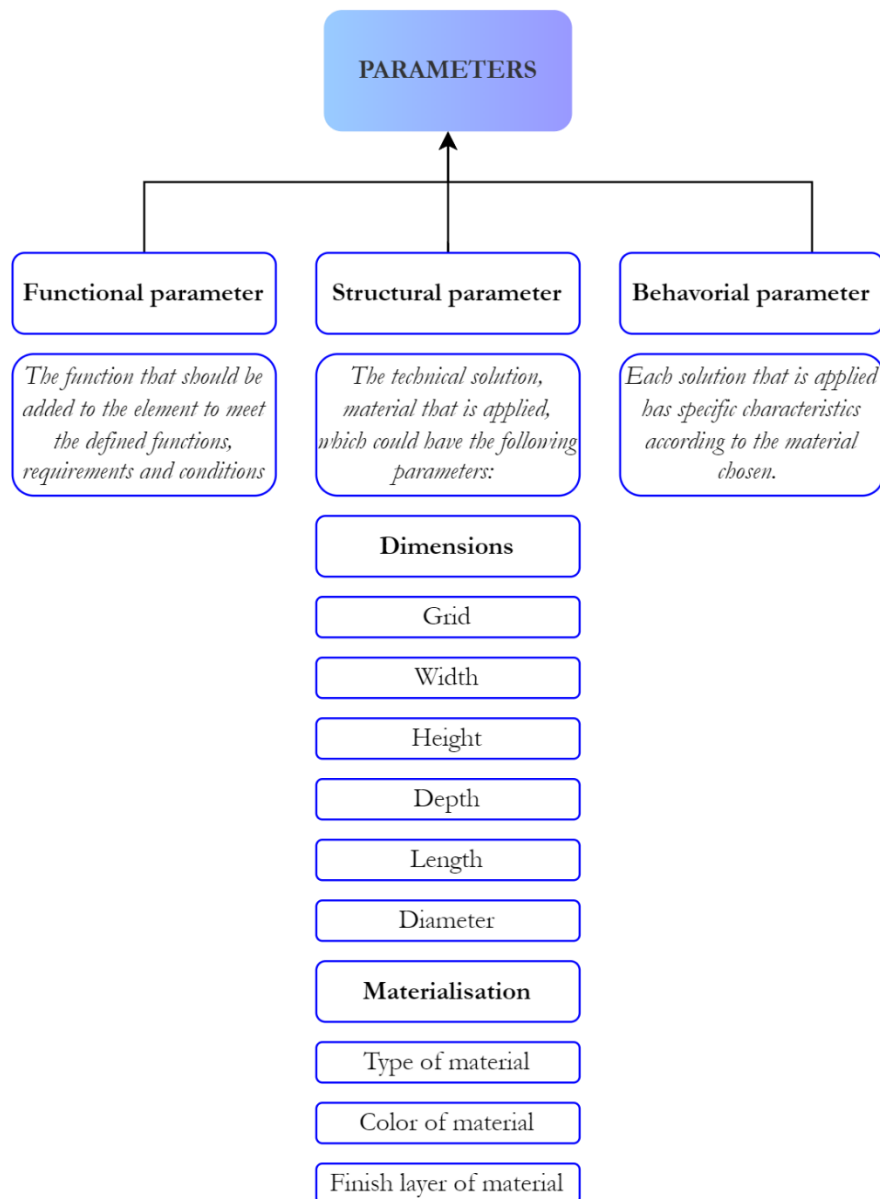 PARAMETERS
Functional parameter
Structural parameter
Behavorial parameter
The function that should be
added to the element to meet
the defined functions,
requirements and conditions
The technical solution,
material that is applied,
which could have the following
parameters:
Each solution that is applied
has specific characteristics
according to the material
chosen.
Dimensions
Grid
Width
Height
Depth
Length
Diameter
Materialisation
Type of material
Color of material
Finish layer of material